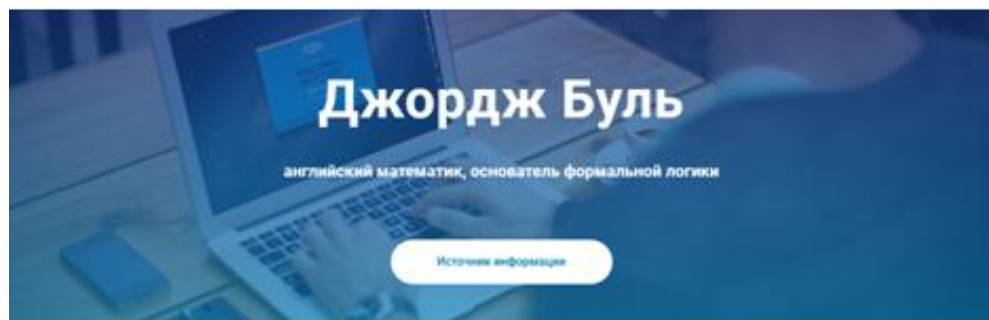 Джордж Буль
английский математик, основатель формальной логики
Источник информации